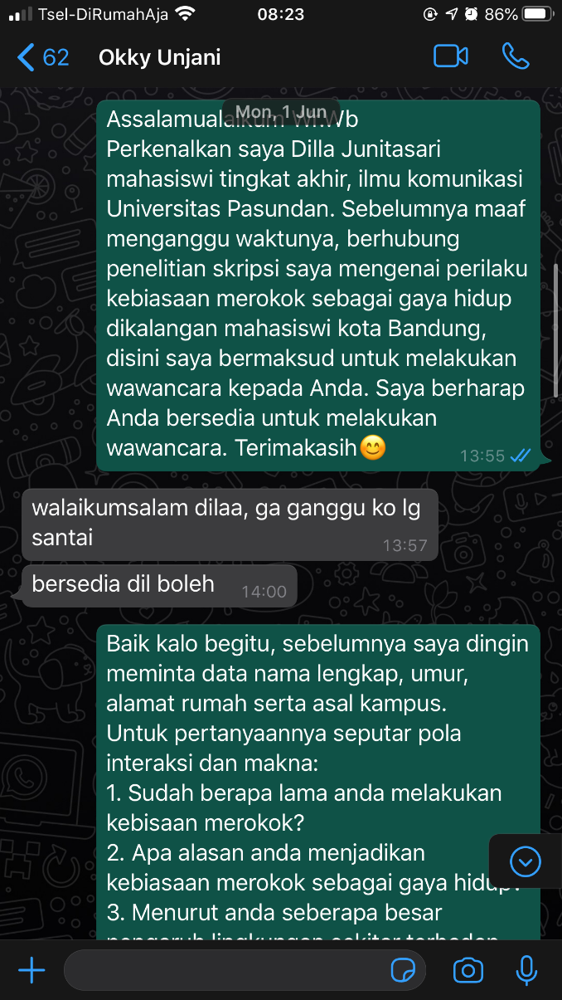 Tsel-DiRumahAja 08:23 86%
62 Okky Unjani
Mon, 1 Jun
Assalamualaikum Wr.Wb
Perkenalkan saya Dilla Junitasari
mahasiswi tingkat akhir, ilmu komunikasi
Universitas Pasundan. Sebelumnya maaf
menganggu waktunya, berhubung
penelitian skripsi saya mengenai perilaku
kebiasaan merokok sebagai gaya hidup
dikalangan mahasiswi kota Bandung,
disini saya bermaksud untuk melakukan
wawancara kepada Anda. Saya berharap
Anda bersedia untuk melakukan
wawancara. Terimakasih😊 13:55
walaikumsalam dilaa, ga ganggu ko lg
santai 13:57
bersedia dil boleh 14:00
Baik kalo begitu, sebelumnya saya dingin
meminta data nama lengkap, umur,
alamat rumah serta asal kampus.
Untuk pertanyaannya seputar pola
interaksi dan makna:
1. Sudah berapa lama anda melakukan
kebisaan merokok?
2. Apa alasan anda menjadikan
kebiasaan merokok sebagai gaya hidup?
3. Menurut anda seberapa besar
pengaruh lingkungan sekitar terhadap